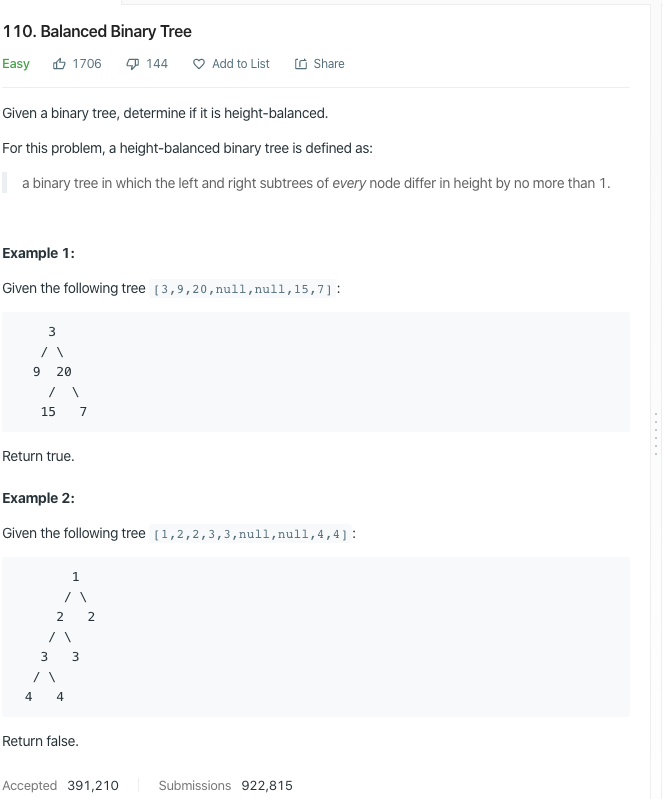 110. Balanced Binary Tree
Easy 1706 144 Add to List Share
Given a binary tree, determine if it is height-balanced.
For this problem, a height-balanced binary tree is defined as:
a binary tree in which the left and right subtrees of every node differ in height by no more than 1.
Example 1:
Given the following tree [3,9,20,null,null,15,7]:
3
/ \
9 20
/ \
15 7
Return true.
Example 2:
Given the following tree [1,2,2,3,3,null,null,4,4]:
1
/ \
2 2
/ \
3 3
/ \
4 4
Return false.
Accepted 391,210 Submissions 922,815